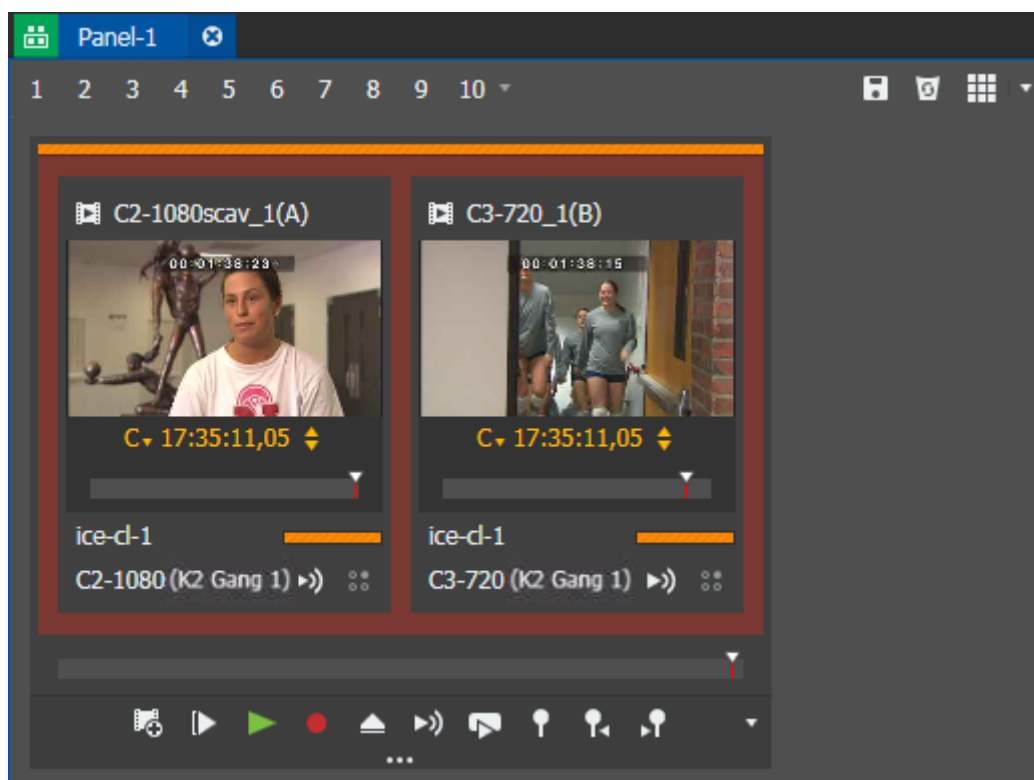 Panel-1
1 2 3 4 5 6 7 8 9 10
C2-1080scav_1(A)
00:01:38:23
C 17:35:11,05
ice-cl-1
C2-1080 (K2 Gang 1)
C3-720_1(B)
00:01:38:15
C 17:35:11,05
ice-cl-1
C3-720 (K2 Gang 1)